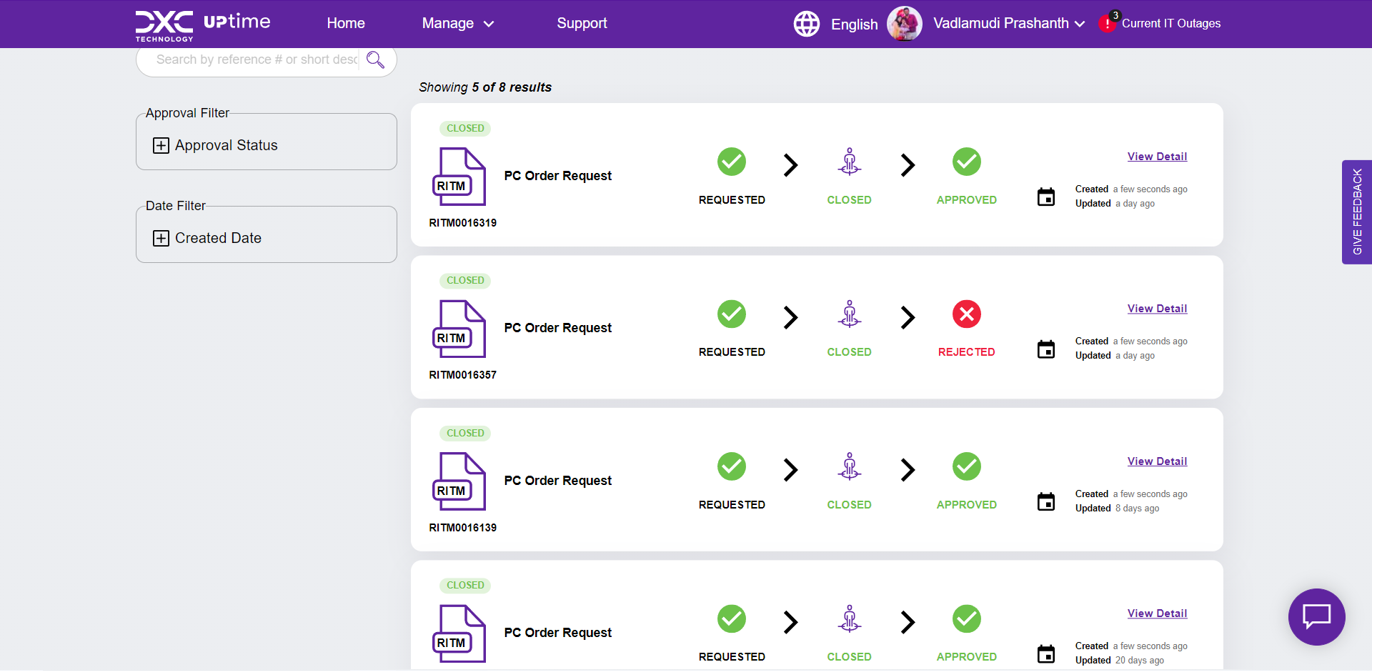 DXC TECHNOLOGY UPtime Home Manage Support English Vadlamudi Prashanth ! 3 Current IT Outages
Search by reference # or short desc
Showing 5 of 8 results
Approval Filter
Approval Status
Date Filter
Created Date
CLOSED
RITM
RITM0016319
PC Order Request
REQUESTED
CLOSED
APPROVED
View Detail
Created a few seconds ago
Updated a day ago
CLOSED
RITM
RITM0016357
PC Order Request
REQUESTED
CLOSED
REJECTED
View Detail
Created a few seconds ago
Updated a day ago
CLOSED
RITM
RITM0016139
PC Order Request
REQUESTED
CLOSED
APPROVED
View Detail
Created a few seconds ago
Updated 8 days ago
CLOSED
RITM
PC Order Request
REQUESTED
CLOSED
APPROVED
View Detail
Created a few seconds ago
Updated 20 days ago
GIVE FEEDBACK